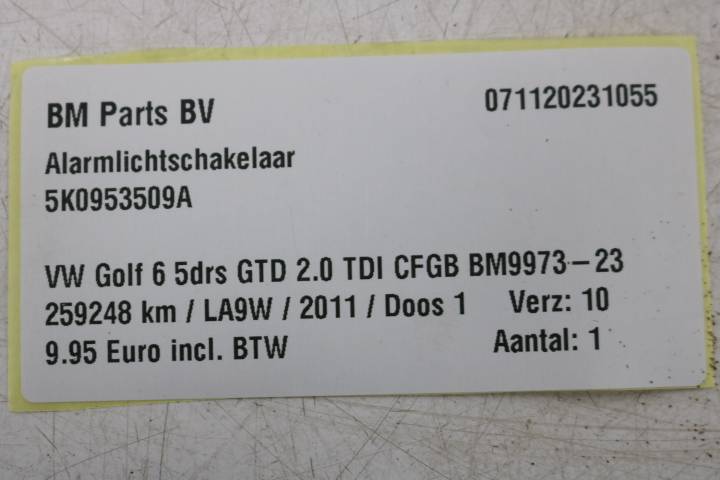 BM Parts BV 071120231055
Alarmlichtschakelaar
5K0953509A
VW Golf 6 5drs GTD 2.0 TDI CFGB BM9973-23
259248 km / LA9W / 2011 / Doos 1 Verz: 10
9.95 Euro incl. BTW Aantal: 1